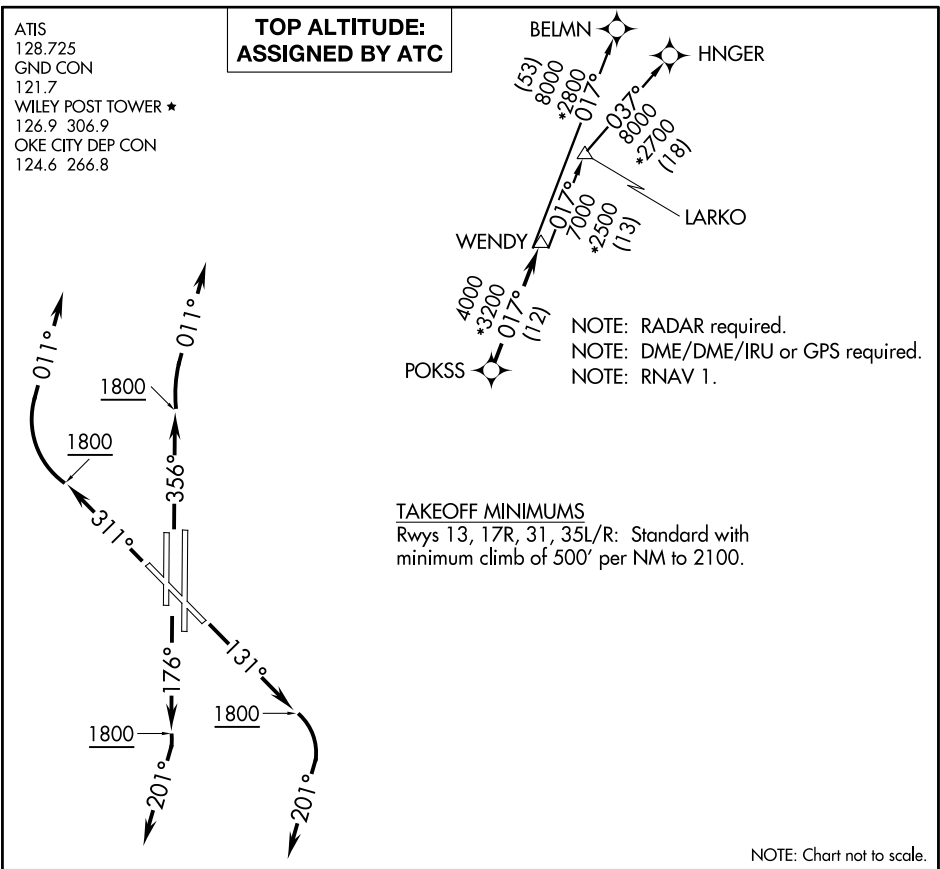 ATIS
128.725
GND CON
121.7
WILEY POST TOWER ★
126.9 306.9
OKE CITY DEP CON
124.6 266.8
TOP ALTITUDE:
ASSIGNED BY ATC
BELMN
HNGER
(53)
8000
*2800
017°
037°
8000
*2700
(18)
LARKO
017°
7000
*2500
(13)
WENDY
4000
*3200
017°
(12)
POKSS
NOTE: RADAR required.
NOTE: DME/DME/IRU or GPS required.
NOTE: RNAV 1.
011°
011°
1800
1800
356°
311°
TAKEOFF MINIMUMS
Rwys 13, 17R, 31, 35L/R: Standard with
minimum climb of 500' per NM to 2100.
176°
131°
1800
1800
201°
201°
NOTE: Chart not to scale.